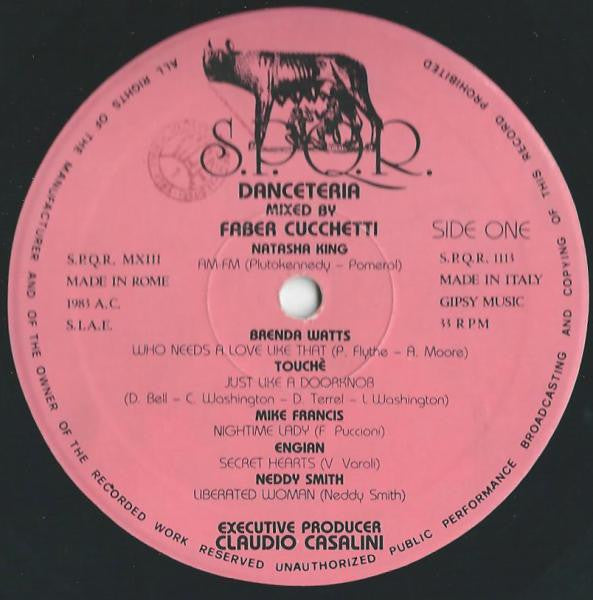 S.P.Q.R.
DANCETERIA
MIXED BY
FABER CUCCHETTI
SIDE ONE
NATASHA KING
AM-FM (Plutokennedy - Pomerol)
S.P.Q.R. MXIII
MADE IN ROME
1983 A.C.
S.I.A.E.
S.P.Q.R. 1113
MADE IN ITALY
GIPSY MUSIC
33 RPM
BRENDA WATTS
WHO NEEDS A LOVE LIKE THAT (P. Flythe - A. Moore)
TOUCHÈ
JUST LIKE A DOORKNOB
(D. Bell - C. Washington - D. Terrel - I. Washington)
MIKE FRANCIS
NIGHTIME LADY (F. Puccioni)
ENGIAN
SECRET HEARTS (V. Varoli)
NEDDY SMITH
LIBERATED WOMAN (Neddy Smith)
EXECUTIVE PRODUCER
CLAUDIO CASALINI
ALL RIGHTS OF THE MANUFACTURER AND OF THE OWNER OF THE RECORDED WORK RESERVED UNAUTHORIZED PUBLIC PERFORMANCE BROADCASTING AND COPYING OF THIS RECORD PROHIBITED